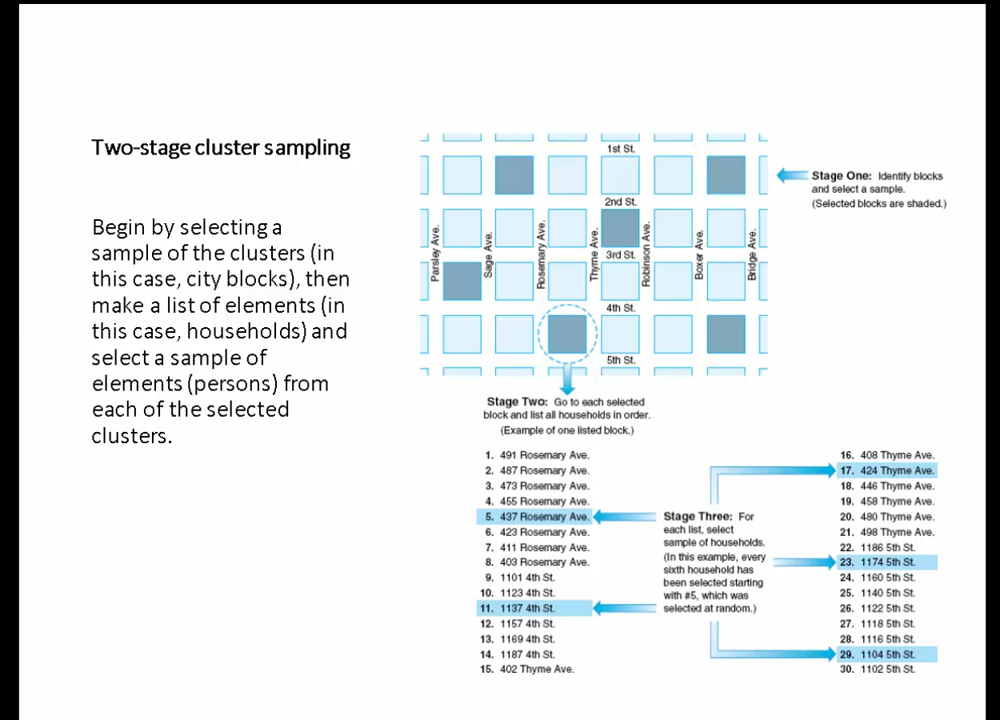 Two-stage cluster sampling
Begin by selecting a
sample of the clusters (in
this case, city blocks), then
make a list of elements (in
this case, households) and
select a sample of
elements (persons) from
each of the selected
clusters.
1st St.
2nd St.
3rd St.
4th St.
5th St.
Parsley Ave.
Sage Ave.
Rosemary Ave.
Thyme Ave.
Robinson Ave.
Boxer Ave.
Bridge Ave.
Stage One: Identify blocks
and select a sample.
(Selected blocks are shaded.)
Stage Two: Go to each selected
block and list all households in order.
(Example of one listed block.)
1. 491 Rosemary Ave.
2. 487 Rosemary Ave.
3. 473 Rosemary Ave.
4. 455 Rosemary Ave.
5. 437 Rosemary Ave.
6. 423 Rosemary Ave.
7. 411 Rosemary Ave.
8. 403 Rosemary Ave.
9. 1101 4th St.
10. 1123 4th St.
11. 1137 4th St.
12. 1157 4th St.
13. 1169 4th St.
14. 1187 4th St.
15. 402 Thyme Ave.
Stage Three: For
each list, select
sample of households.
(In this example, every
sixth household has
been selected starting
with #5, which was
selected at random.)
16. 408 Thyme Ave.
17. 424 Thyme Ave.
18. 446 Thyme Ave.
19. 458 Thyme Ave.
20. 480 Thyme Ave.
21. 498 Thyme Ave.
22. 1186 5th St.
23. 1174 5th St.
24. 1160 5th St.
25. 1140 5th St.
26. 1122 5th St.
27. 1118 5th St.
28. 1116 5th St.
29. 1104 5th St.
30. 1102 5th St.